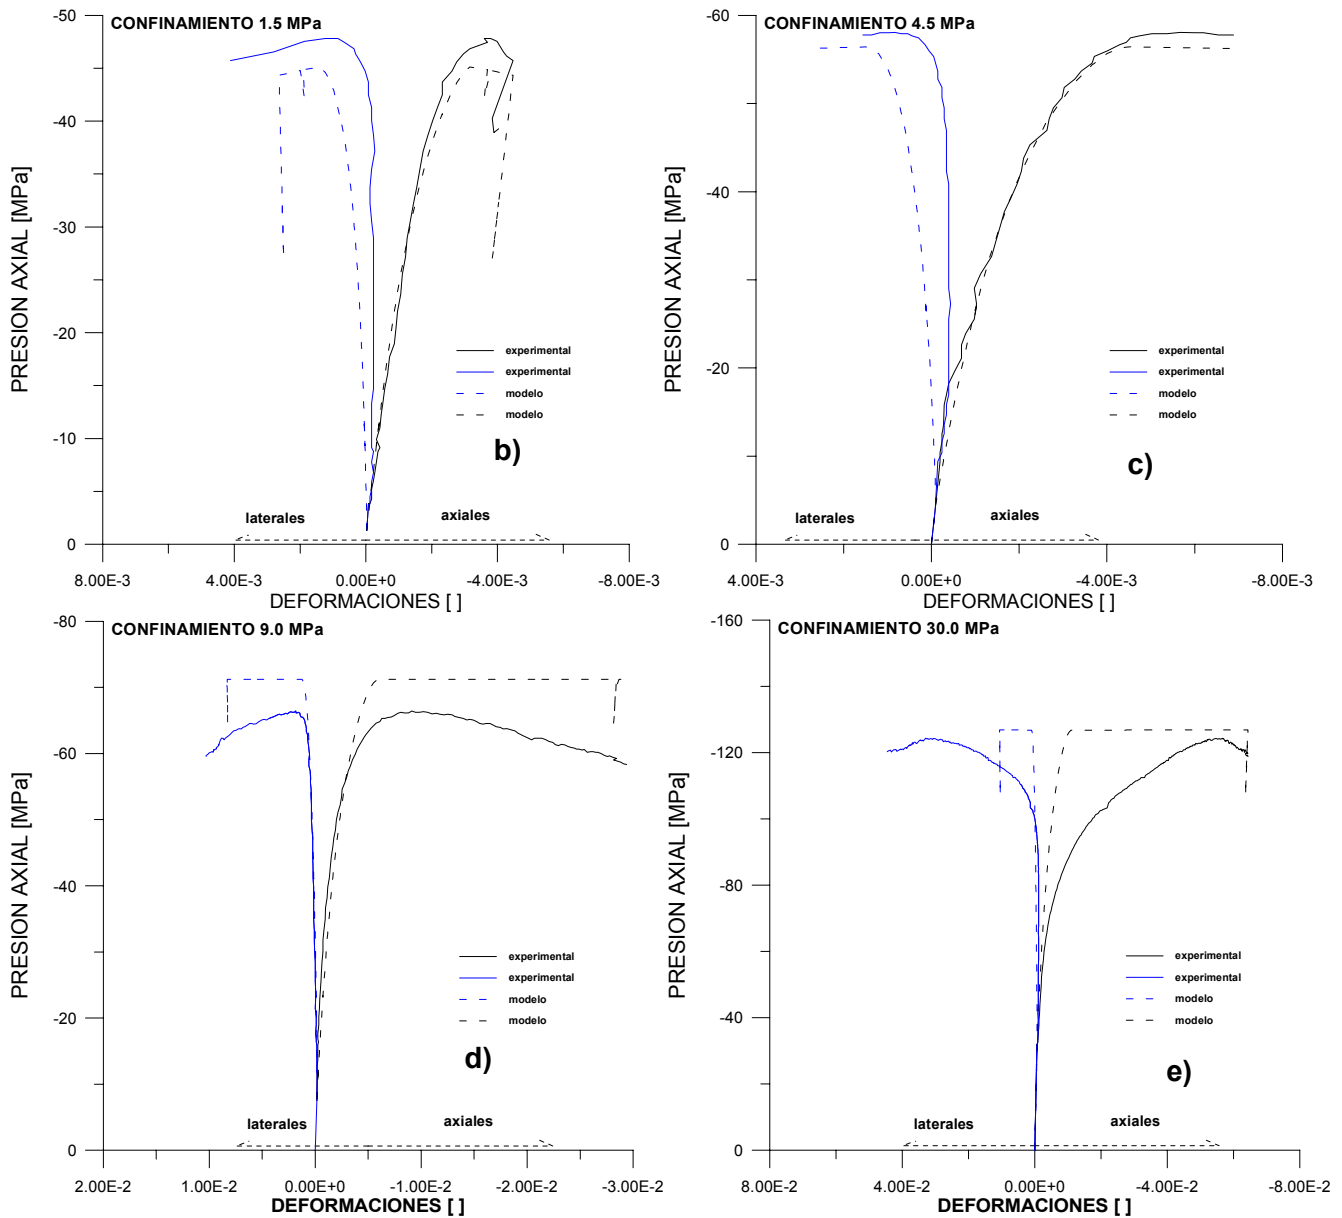 CONFINAMIENTO 1.5 MPa
-50
-40
-30
-20
-10
0
PRESION AXIAL [MPa]
experimental
experimental
modelo
modelo
b)
laterales
axiales
8.00E-3 4.00E-3 0.00E+0 -4.00E-3 -8.00E-3
DEFORMACIONES [ ]
CONFINAMIENTO 4.5 MPa
-60
-40
-20
0
PRESION AXIAL [MPa]
experimental
experimental
modelo
modelo
c)
laterales
axiales
4.00E-3 0.00E+0 -4.00E-3 -8.00E-3
DEFORMACIONES [ ]
CONFINAMIENTO 9.0 MPa
-80
-60
-40
-20
0
PRESION AXIAL [MPa]
experimental
experimental
modelo
modelo
d)
laterales
axiales
2.00E-2 1.00E-2 0.00E+0 -1.00E-2 -2.00E-2 -3.00E-2
DEFORMACIONES [ ]
CONFINAMIENTO 30.0 MPa
-160
-120
-80
-40
0
PRESION AXIAL [MPa]
experimental
experimental
modelo
modelo
e)
laterales
axiales
8.00E-2 4.00E-2 0.00E+0 -4.00E-2 -8.00E-2
DEFORMACIONES [ ]